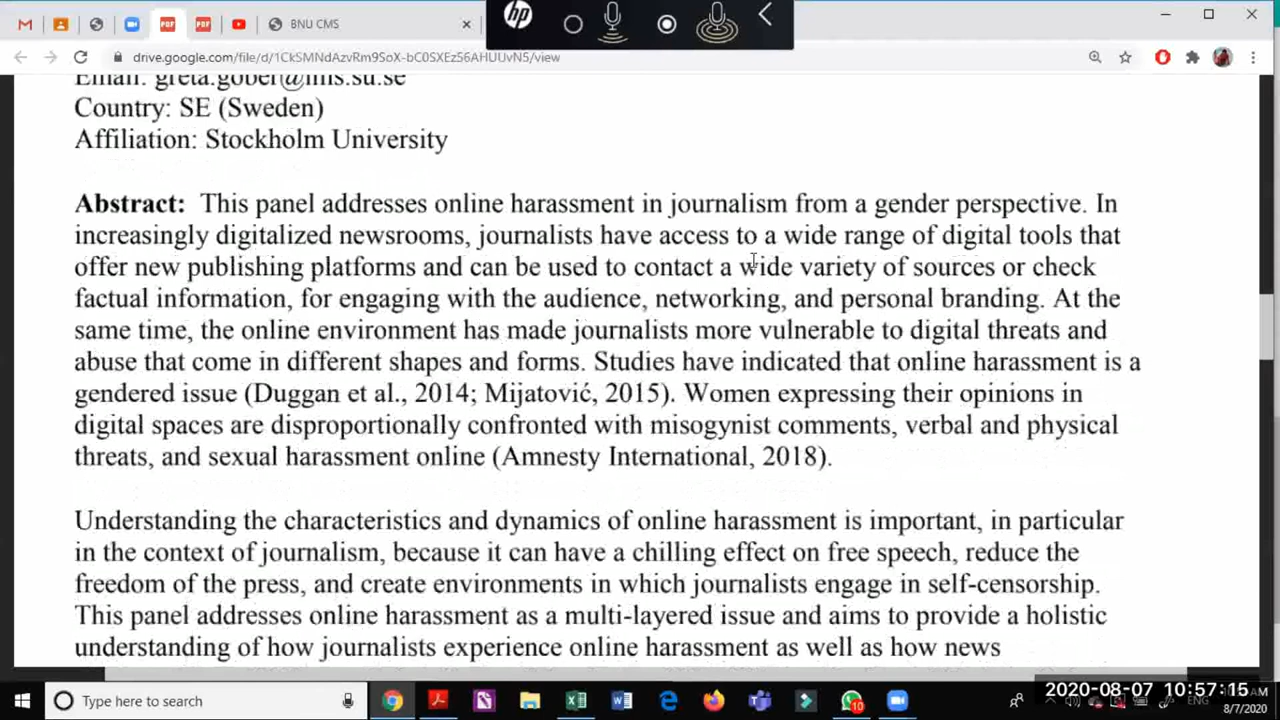 BNU CMS
hp
drive.google.com/file/d/1CkSMNdAzvRm9SoX-bC0SXEz56AHUUvN5/view
Email: greta.gober@ims.su.se
Country: SE (Sweden)
Affiliation: Stockholm University
Abstract: This panel addresses online harassment in journalism from a gender perspective. In
increasingly digitalized newsrooms, journalists have access to a wide range of digital tools that
offer new publishing platforms and can be used to contact a wide variety of sources or check
factual information, for engaging with the audience, networking, and personal branding. At the
same time, the online environment has made journalists more vulnerable to digital threats and
abuse that come in different shapes and forms. Studies have indicated that online harassment is a
gendered issue (Duggan et al., 2014; Mijatović, 2015). Women expressing their opinions in
digital spaces are disproportionally confronted with misogynist comments, verbal and physical
threats, and sexual harassment online (Amnesty International, 2018).
Understanding the characteristics and dynamics of online harassment is important, in particular
in the context of journalism, because it can have a chilling effect on free speech, reduce the
freedom of the press, and create environments in which journalists engage in self-censorship.
This panel addresses online harassment as a multi-layered issue and aims to provide a holistic
understanding of how journalists experience online harassment as well as how news
Type here to search
10
2020-08-07 10:57:15
AM
ENG
8/7/2020